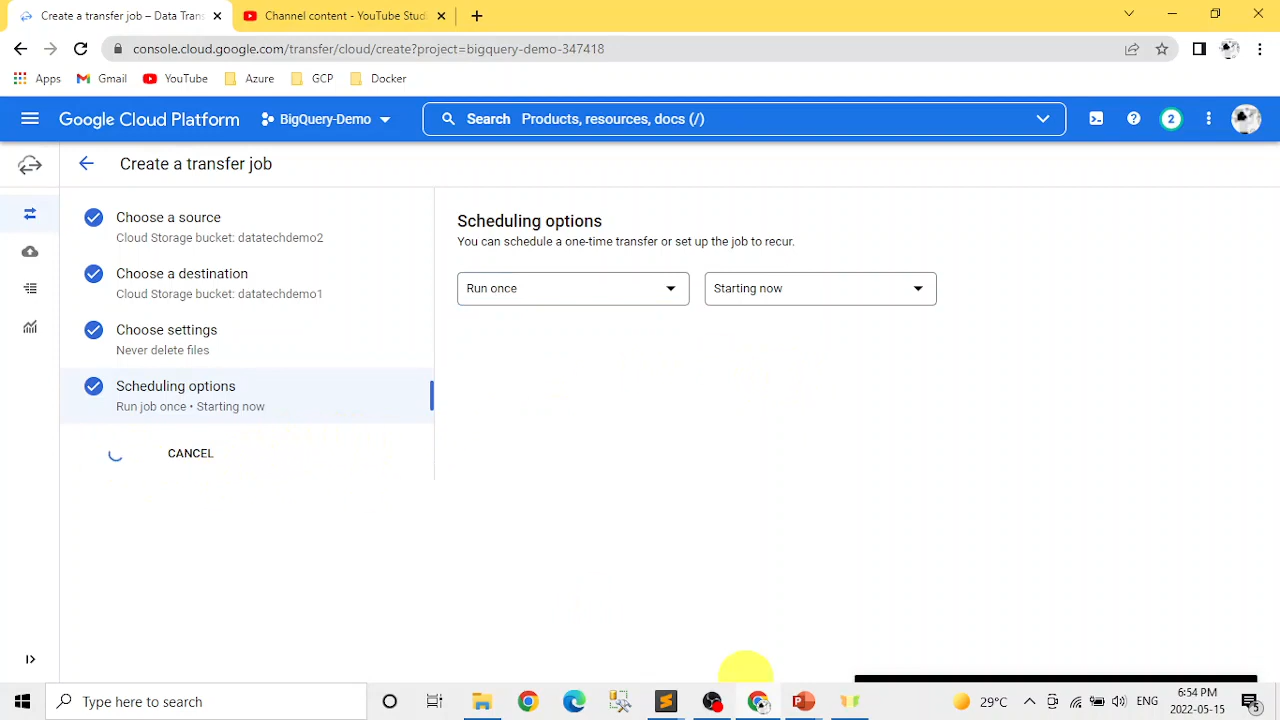 Create a transfer job – Data Trans
Channel content - YouTube Stud
console.cloud.google.com/transfer/cloud/create?project=bigquery-demo-347418
Apps
Gmail
YouTube
Azure
GCP
Docker
Google Cloud Platform
BigQuery-Demo
Search Products, resources, docs (/)
2
Create a transfer job
Choose a source
Cloud Storage bucket: datatechdemo2
Choose a destination
Cloud Storage bucket: datatechdemo1
Choose settings
Never delete files
Scheduling options
Run job once • Starting now
CANCEL
Scheduling options
You can schedule a one-time transfer or set up the job to recur.
Run once
Starting now
Type here to search
29°C
ENG
6:54 PM
2022-05-15
5